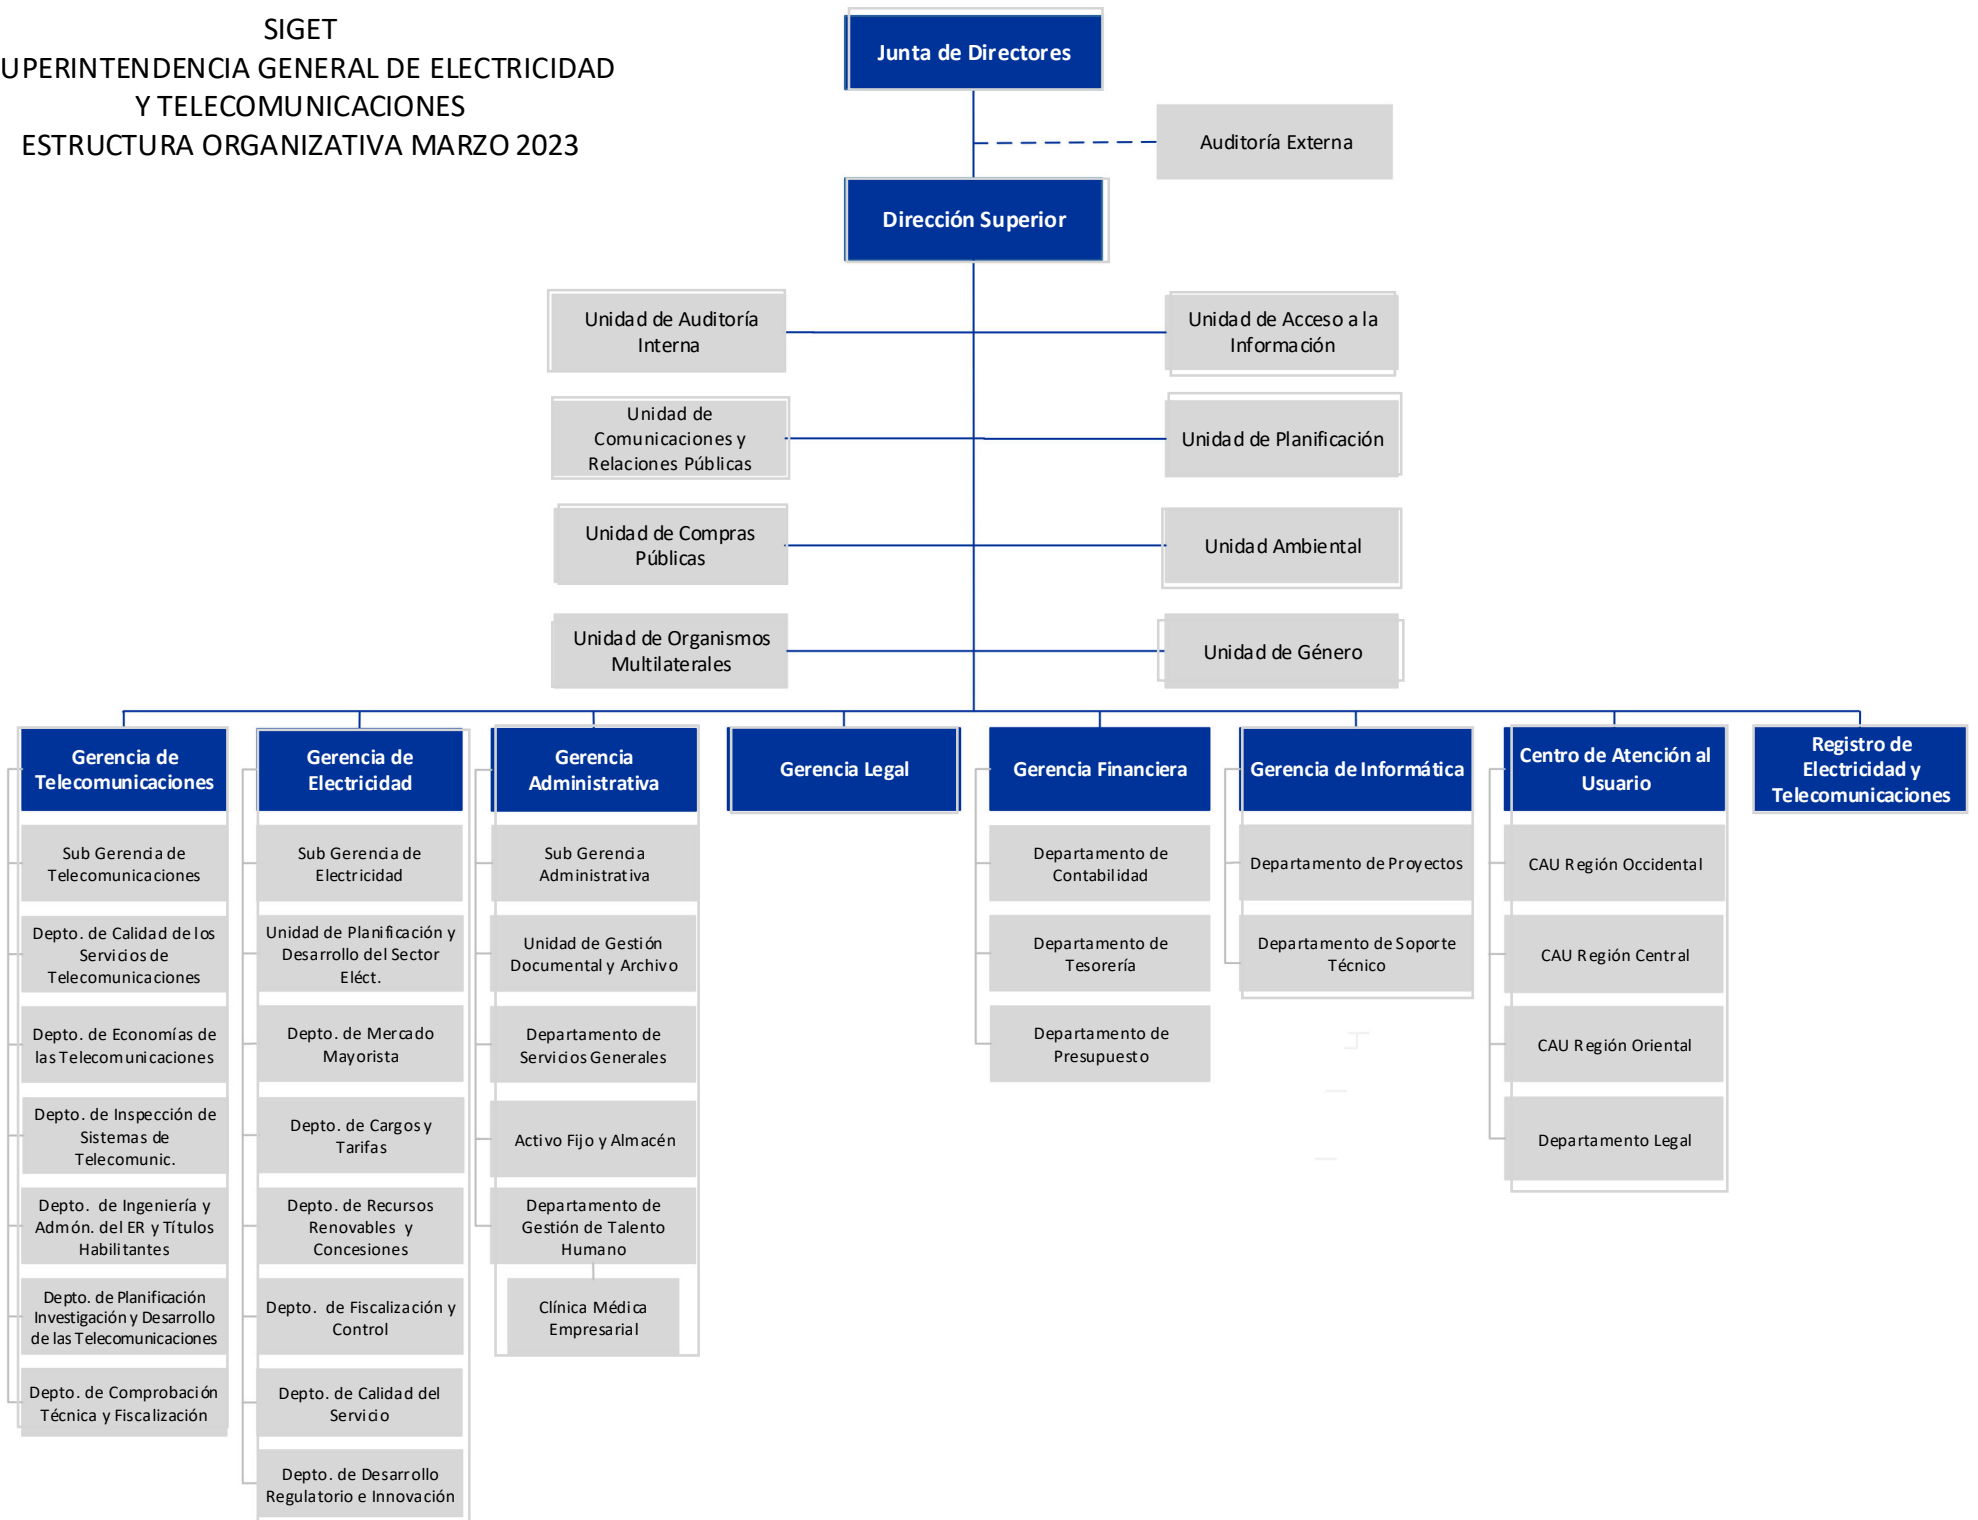 SIGET
UPERINTENDENCIA GENERAL DE ELECTRICIDAD
Y TELECOMUNICACIONES
ESTRUCTURA ORGANIZATIVA MARZO 2023
Junta de Directores
Auditoría Externa
Dirección Superior
Unidad de Auditoría
Interna
Unidad de Acceso a la
Información
Unidad de
Comunicaciones y
Relaciones Públicas
Unidad de Planificación
Unidad de Compras
Públicas
Unidad Ambiental
Unidad de Organismos
Multilaterales
Unidad de Género
Gerencia de
Telecomunicaciones
Sub Gerencia de
Telecomunicaciones
Depto. de Calidad de los
Servicios de
Telecomunicaciones
Depto. de Economías de
las Telecomunicaciones
Depto. de Inspección de
Sistemas de
Telecomunic.
Depto. de Ingeniería y
Admón. del ER y Títulos
Habilitantes
Depto. de Planificación
Investigación y Desarrollo
de las Telecomunicaciones
Depto. de Comprobación
Técnica y Fiscalización
Gerencia de
Electricidad
Sub Gerencia de
Electricidad
Unidad de Planificación y
Desarrollo del Sector
Eléct.
Depto. de Mercado
Mayorista
Depto. de Cargos y
Tarifas
Depto. de Recursos
Renovables y
Concesiones
Depto. de Fiscalización y
Control
Depto. de Calidad del
Servicio
Depto. de Desarrollo
Regulatorio e Innovación
Gerencia
Administrativa
Sub Gerencia
Administrativa
Unidad de Gestión
Documental y Archivo
Departamento de
Servicios Generales
Activo Fijo y Almacén
Departamento de
Gestión de Talento
Humano
Clínica Médica
Empresarial
Gerencia Legal
Gerencia Financiera
Departamento de
Contabilidad
Departamento de
Tesorería
Departamento de
Presupuesto
Gerencia de Informática
Departamento de Proyectos
Departamento de Soporte
Técnico
Centro de Atención al
Usuario
CAU Región Occidental
CAU Región Central
CAU Región Oriental
Departamento Legal
Registro de
Electricidad y
Telecomunicaciones